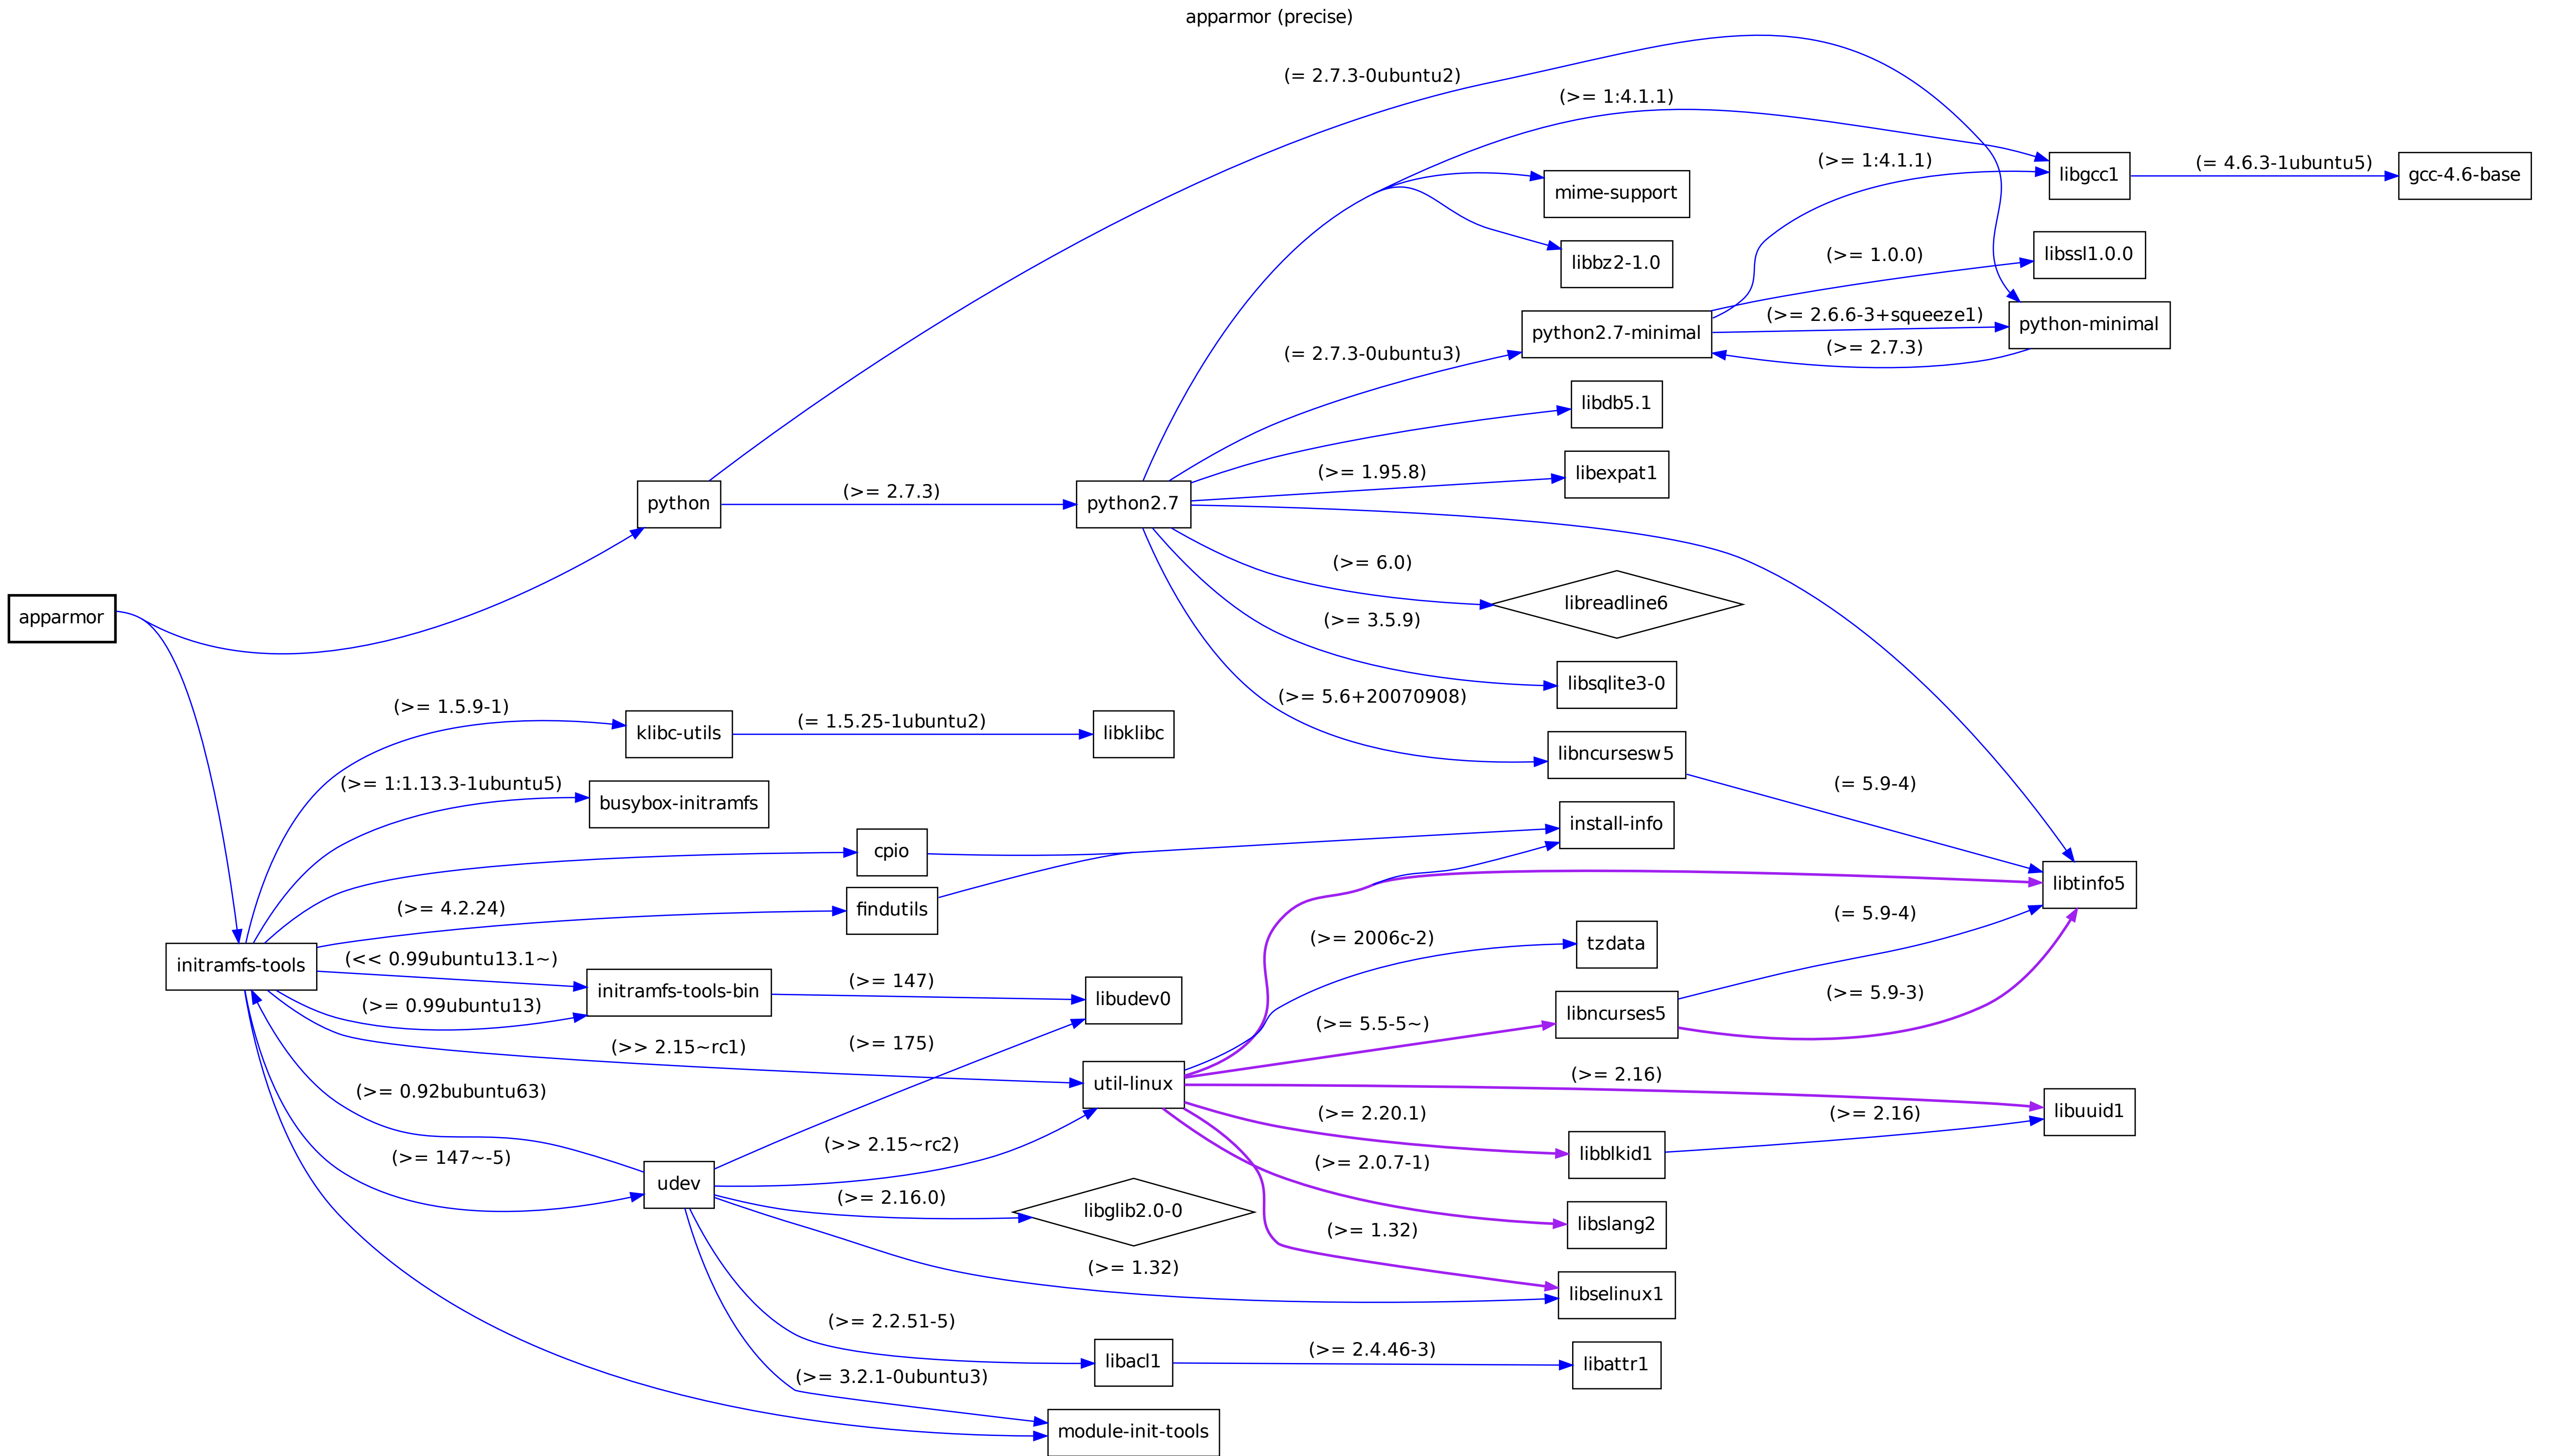 apparmor (precise)
(= 2.7.3-0ubuntu2)
(>= 1:4.1.1)
(>= 1:4.1.1)
libgcc1
(= 4.6.3-1ubuntu5)
gcc-4.6-base
mime-support
libbz2-1.0
(>= 1.0.0)
libssl1.0.0
python2.7-minimal
(>= 2.6.6-3+squeeze1)
python-minimal
(>= 2.7.3)
(= 2.7.3-0ubuntu3)
libdb5.1
(>= 1.95.8)
libexpat1
python
(>= 2.7.3)
python2.7
(>= 6.0)
libreadline6
apparmor
(>= 3.5.9)
libsqlite3-0
(>= 5.6+20070908)
(>= 1.5.9-1)
klibc-utils
(= 1.5.25-1ubuntu2)
libklibc
libncursesw5
(= 5.9-4)
(>= 1:1.13.3-1ubuntu5)
busybox-initramfs
install-info
cpio
libtinfo5
(>= 4.2.24)
findutils
(= 5.9-4)
(>= 2006c-2)
tzdata
initramfs-tools
(<< 0.99ubuntu13.1~)
(>= 0.99ubuntu13)
initramfs-tools-bin
(>= 147)
libudev0
(>= 5.9-3)
libncurses5
(>= 5.5-5~)
(>> 2.15~rc1)
(>= 175)
util-linux
(>= 2.16)
(>= 0.92bubuntu63)
(>= 2.20.1)
(>= 2.16)
libuuid1
(>= 147~-5)
(>> 2.15~rc2)
libblkid1
(>= 2.0.7-1)
udev
(>= 2.16.0)
libglib2.0-0
libslang2
(>= 1.32)
(>= 1.32)
libselinux1
(>= 2.2.51-5)
libacl1
(>= 2.4.46-3)
libattr1
(>= 3.2.1-0ubuntu3)
module-init-tools